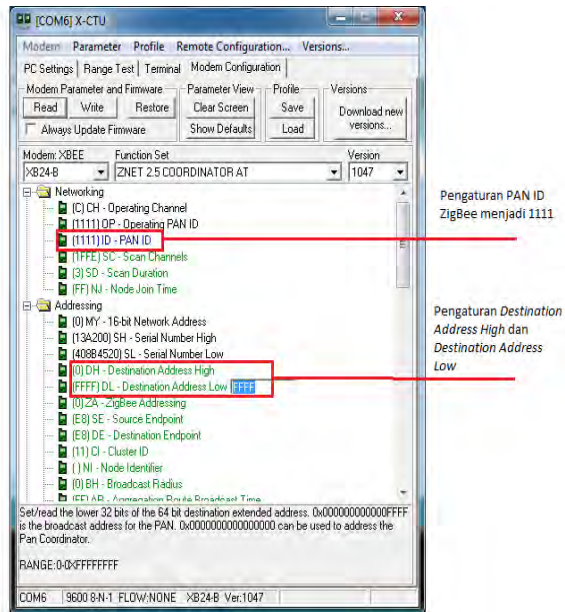 [COM6] X-CTU
Modem Parameter Profile Remote Configuration... Versions...
PC Settings Range Test Terminal Modem Configuration
Modem Parameter and Firmware Parameter View Profile Versions
Read Write Restore Clear Screen Save Download new versions...
Always Update Firmware Show Defaults Load
Modem: XBEE Function Set Version
XB24-B ZNET 2.5 COORDINATOR AT 1047
Networking
(C) CH - Operating Channel
(1111) OP - Operating PAN ID
(1111) ID - PAN ID
(1FFE) SC - Scan Channels
(3) SD - Scan Duration
(FF) NJ - Node Join Time
Addressing
(0) MY - 16-bit Network Address
(13A200) SH - Serial Number High
(408B4520) SL - Serial Number Low
(0) DH - Destination Address High
(FFFF) DL - Destination Address Low FFFF
(0) ZA - ZigBee Addressing
(E8) SE - Source Endpoint
(E8) DE - Destination Endpoint
(11) CI - Cluster ID
( ) NI - Node Identifier
(0) BH - Broadcast Radius
(FF) AR - Aggregation Route Broadcast Time
Set/read the lower 32 bits of the 64 bit destination extended address. 0x000000000000FFFF
is the broadcast address for the PAN. 0x0000000000000000 can be used to address the
Pan Coordinator.
RANGE:0-0XFFFFFFFF
COM6 9600 8-N-1 FLOW:NONE XB24-B Ver:1047
Pengaturan PAN ID
ZigBee menjadi 1111
Pengaturan Destination
Address High dan
Destination Address
Low